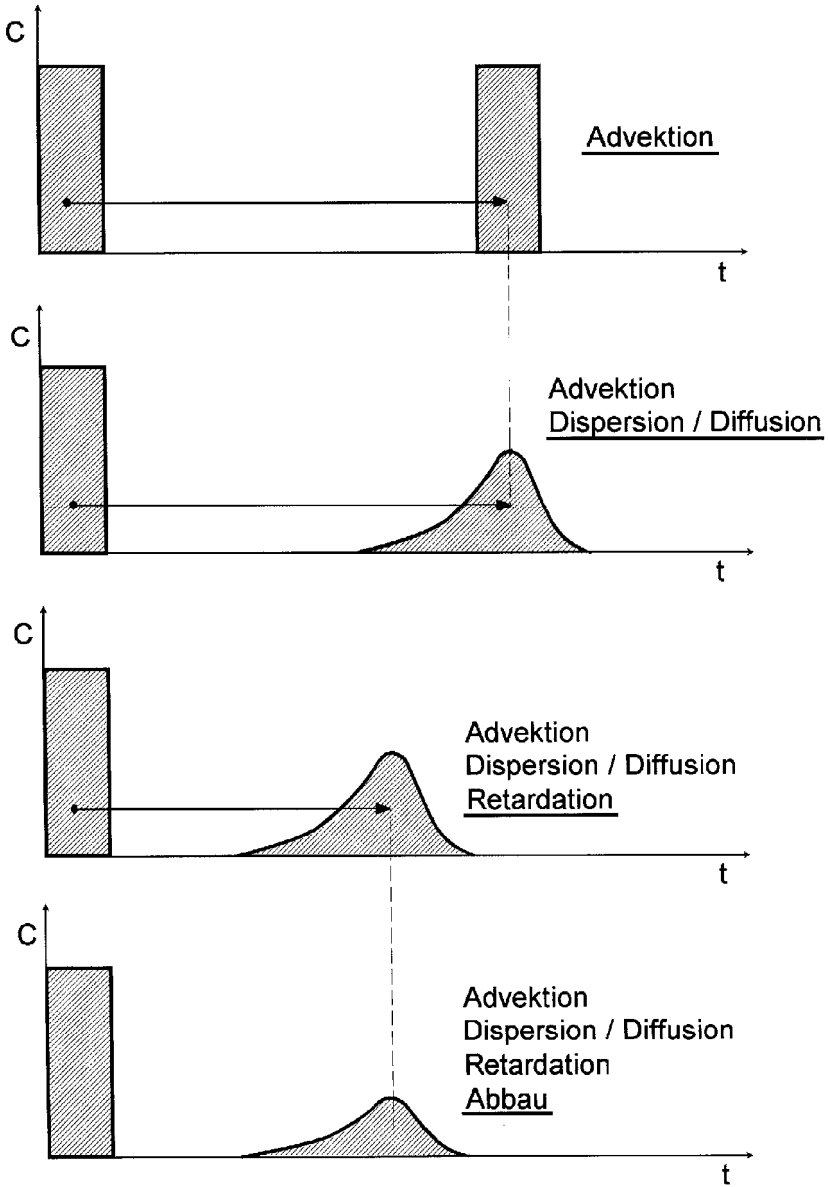 C
Advektion
t
C
Advektion
Dispersion / Diffusion
t
C
Advektion
Dispersion / Diffusion
Retardation
t
C
Advektion
Dispersion / Diffusion
Retardation
Abbau
t